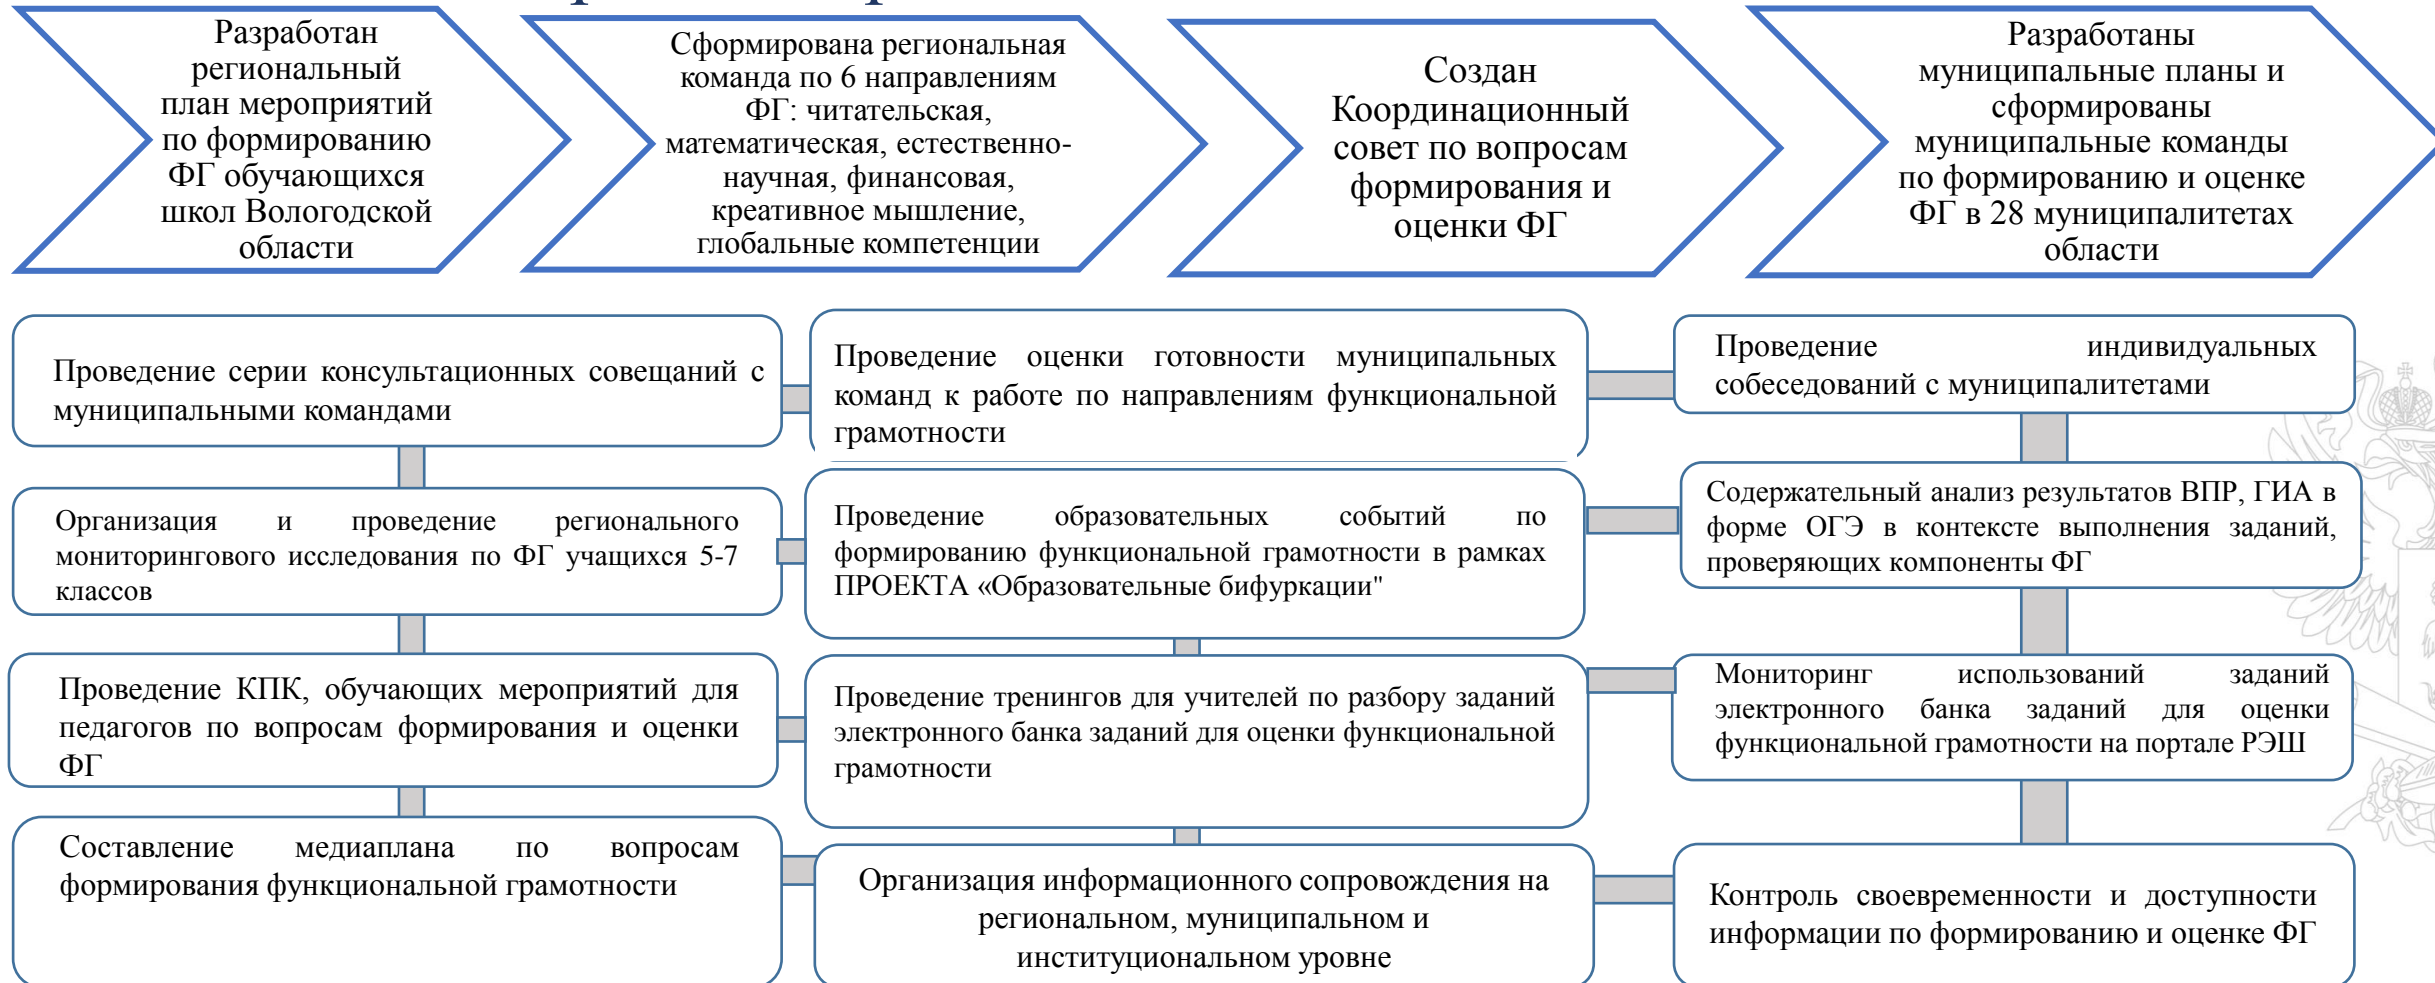 Разработан
региональный
план мероприятий
по формированию
ФГ обучающихся
школ Вологодской
области
Сформирована региональная
команда по 6 направлениям
ФГ: читательская,
математическая, естественно-
научная, финансовая,
креативное мышление,
глобальные компетенции
Создан
Координационный
совет по вопросам
формирования и
оценки ФГ
Разработаны
муниципальные планы и
сформированы
муниципальные команды
по формированию и оценке
ФГ в 28 муниципалитетах
области
Проведение серии консультационных совещаний с
муниципальными командами
Проведение оценки готовности муниципальных
команд к работе по направлениям функциональной
грамотности
Проведение индивидуальных
собеседований с муниципалитетами
Организация и проведение регионального
мониторингового исследования по ФГ учащихся 5-7
классов
Проведение образовательных событий по
формированию функциональной грамотности в рамках
ПРОЕКТА «Образовательные бифуркации"
Содержательный анализ результатов ВПР, ГИА в
форме ОГЭ в контексте выполнения заданий,
проверяющих компоненты ФГ
Проведение КПК, обучающих мероприятий для
педагогов по вопросам формирования и оценки
ФГ
Проведение тренингов для учителей по разбору заданий
электронного банка заданий для оценки функциональной
грамотности
Мониторинг использований заданий
электронного банка заданий для оценки
функциональной грамотности на портале РЭШ
Составление медиаплана по вопросам
формирования функциональной грамотности
Организация информационного сопровождения на
региональном, муниципальном и
институциональном уровне
Контроль своевременности и доступности
информации по формированию и оценке ФГ